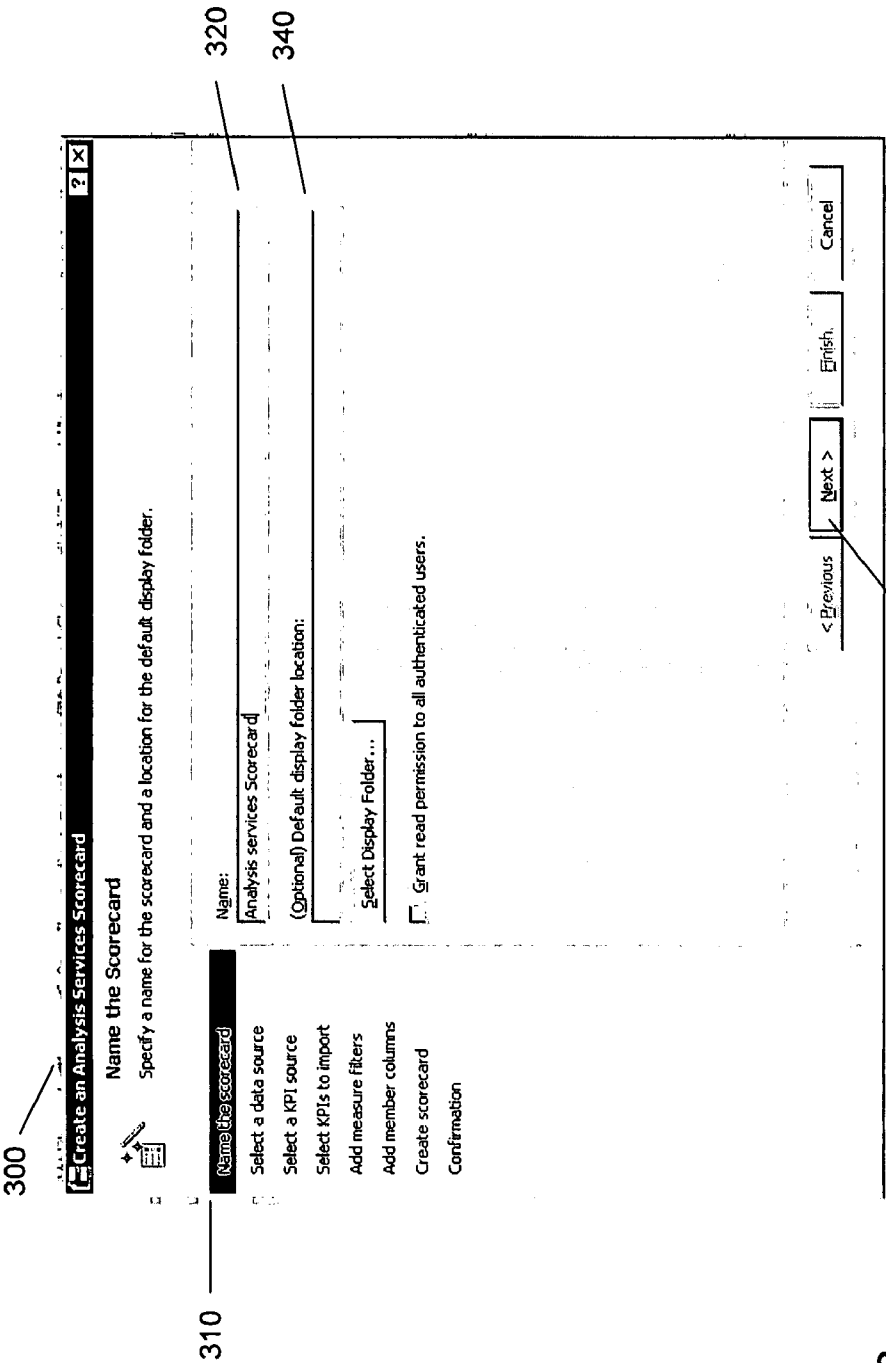 300
Create an Analysis Services Scorecard
? X
Name the Scorecard
Specify a name for the scorecard and a location for the default display folder.
310
Name the scorecard
Select a data source
Select a KPI source
Select KPIs to import
Add measure filters
Add member columns
Create scorecard
Confirmation
Name:
Analysis services Scorecard
320
(Optional) Default display folder location:
340
Select Display Folder...
Grant read permission to all authenticated users.
< Previous
Next >
Finish
Cancel